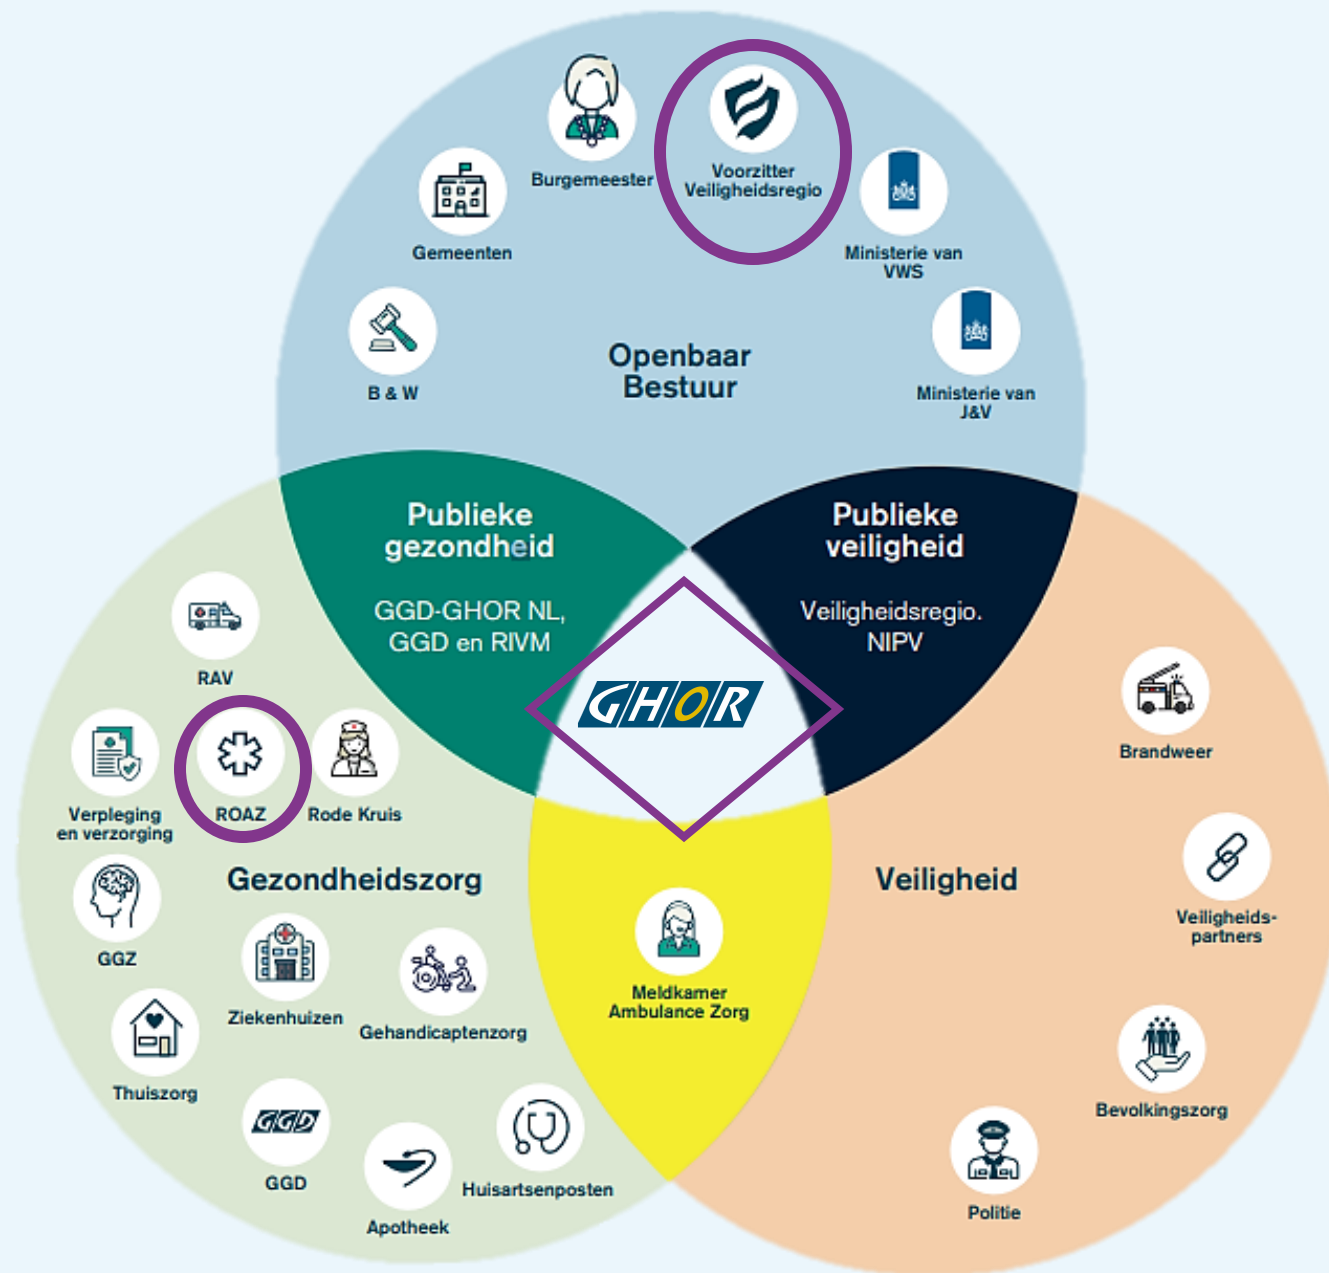 Burgemeester
Voorzitter
Veiligheidsregio
Gemeenten
Ministerie van
VWS
B & W
Openbaar
Bestuur
Ministerie van
J&V
Publieke
gezondheid
GGD-GHOR NL,
GGD en RIVM
Publieke
veiligheid
Veiligheidsregio.
NIPV
GHOR
RAV
Verpleging
en verzorging
ROAZ
Rode Kruis
Gezondheidszorg
GGZ
Ziekenhuizen
Gehandicaptenzorg
Thuiszorg
GGD
GGD
Apotheek
Huisartsenposten
Meldkamer
Ambulance Zorg
Veiligheid
Brandweer
Veiligheids-
partners
Bevolkingszorg
Politie